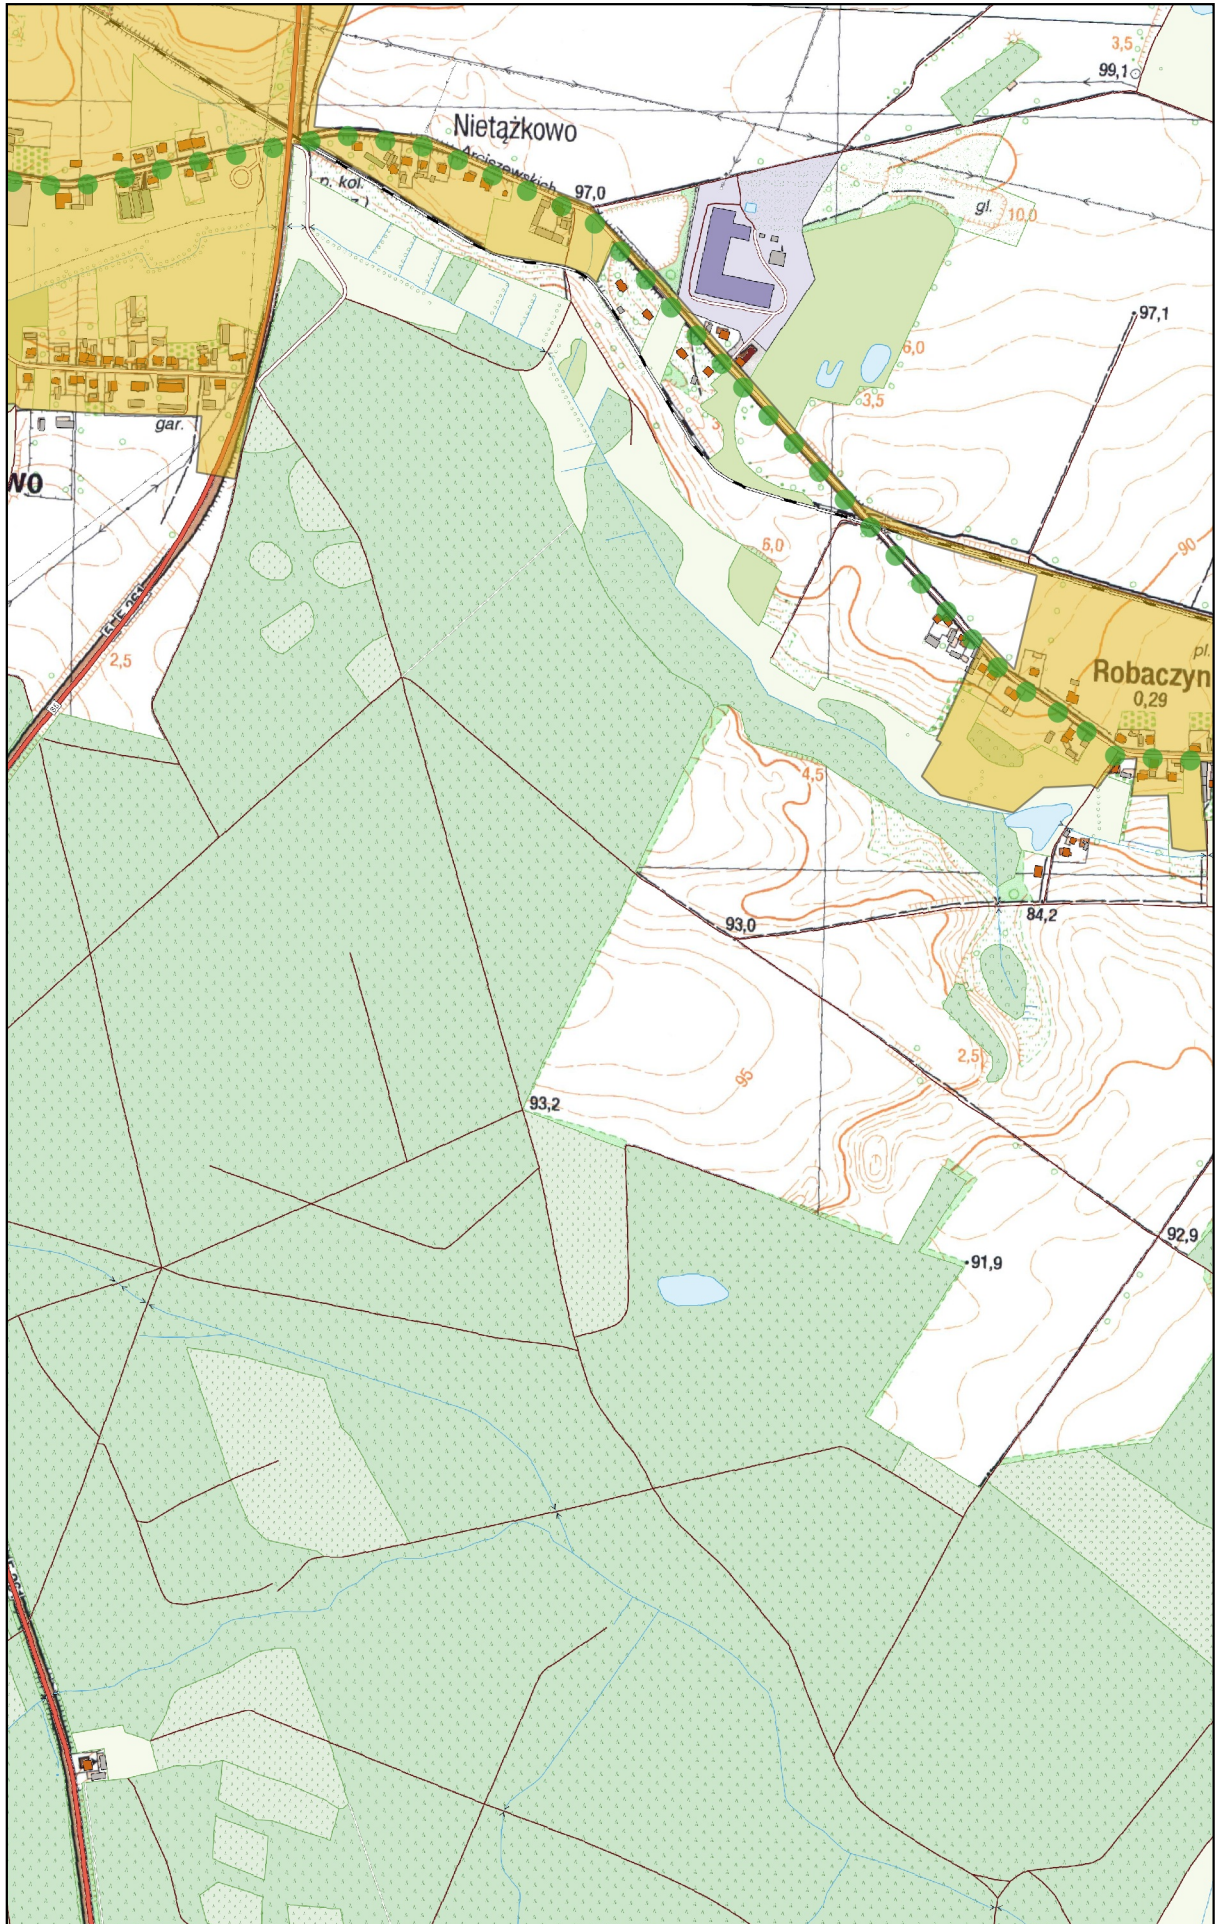 3,5
99,1
Nietążkowo
Arciszewskich
p. kol.
97,0
gl.
10,0
97,1
6,0
3,5
gar.
wo
6,0
90
2,5
pl.
Robaczyn
0,29
4,5
93,0
84,2
2,5
95
93,2
92,9
91,9